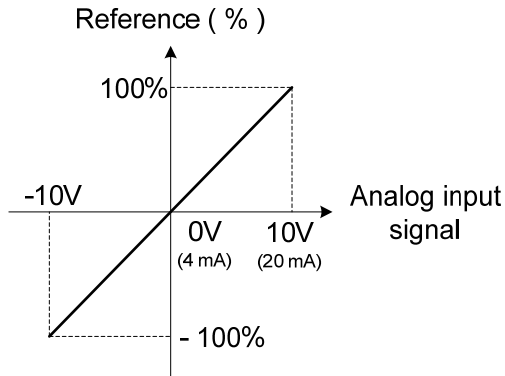 Reference ( % )
100%
-10V
Analog input
signal
0V
(4 mA)
10V
(20 mA)
- 100%